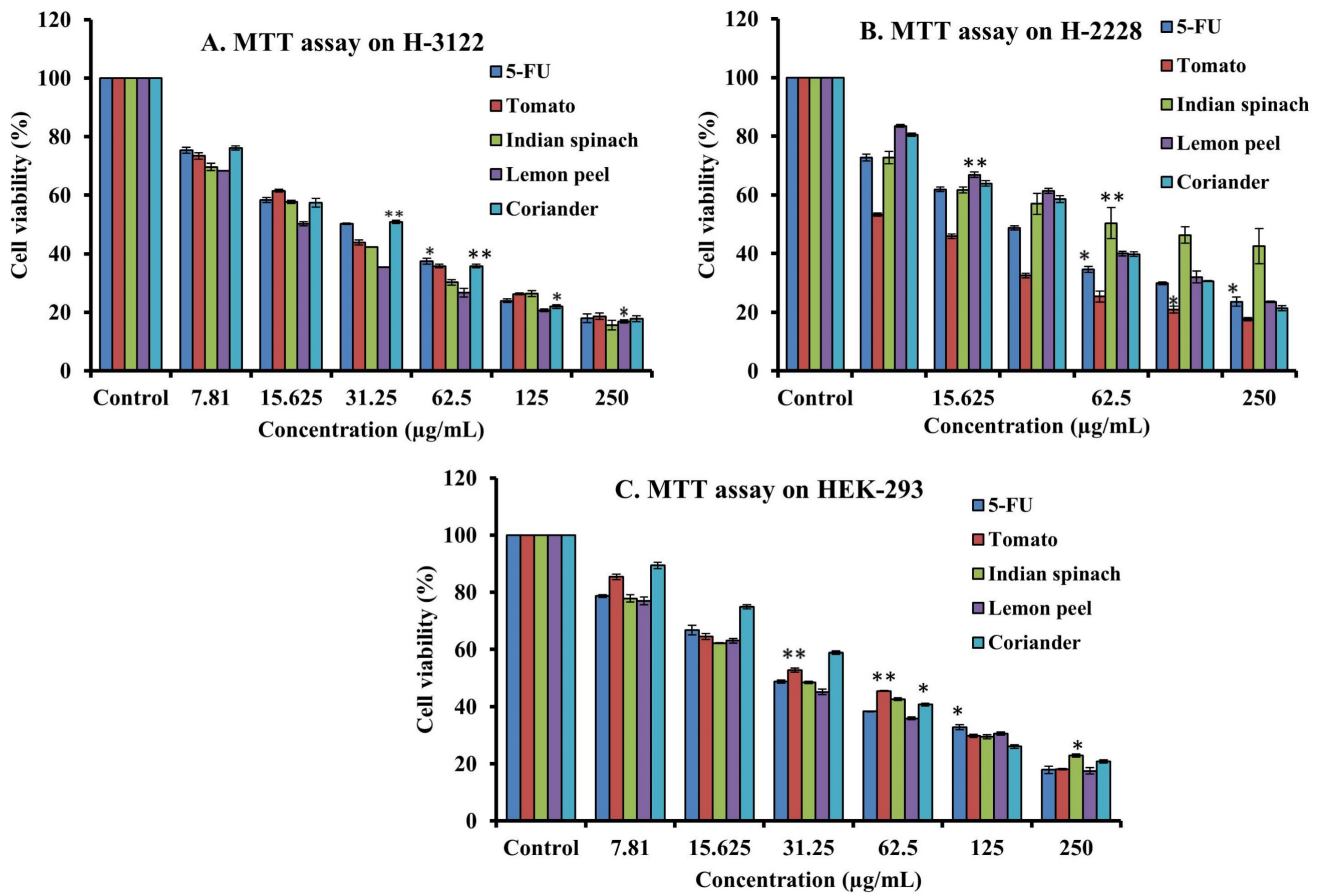 A. MTT assay on H-3122
Cell viability (%)
120
100
80
60
40
20
0
5-FU
Tomato
Indian spinach
Lemon peel
Coriander
**
*
**
*
*
Control 7.81 15.625 31.25 62.5 125 250
Concentration (µg/mL)
B. MTT assay on H-2228
Cell viability (%)
120
100
80
60
40
20
0
5-FU
Tomato
Indian spinach
Lemon peel
Coriander
**
*
**
*
*
Control 15.625 62.5 250
Concentration (µg/mL)
C. MTT assay on HEK-293
Cell viability (%)
120
100
80
60
40
20
0
5-FU
Tomato
Indian spinach
Lemon peel
Coriander
**
**
*
*
*
Control 7.81 15.625 31.25 62.5 125 250
Concentration (µg/mL)